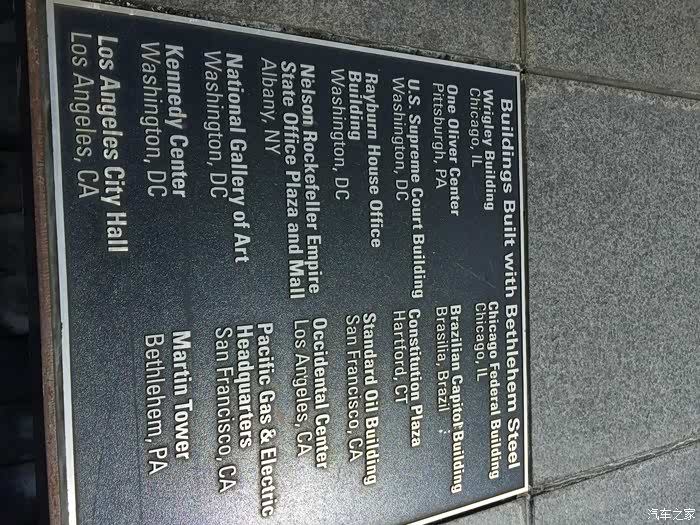 Buildings Built with Bethlehem Steel
Wrigley Building
Chicago, IL
One Oliver Center
Pittsburgh, PA
U.S. Supreme Court Building
Washington, DC
Rayburn House Office
Building
Washington, DC
Nelson Rockefeller Empire
State Office Plaza and Mall
Albany, NY
National Gallery of Art
Washington, DC
Kennedy Center
Washington, DC
Los Angeles City Hall
Los Angeles, CA
Chicago Federal Building
Chicago, IL
Brazilian Capitol Building
Brasilia, Brazil
Constitution Plaza
Hartford, CT
Standard Oil Building
San Francisco, CA
Occidental Center
Los Angeles, CA
Pacific Gas & Electric
Headquarters
San Francisco, CA
Martin Tower
Bethlehem, PA
汽车之家